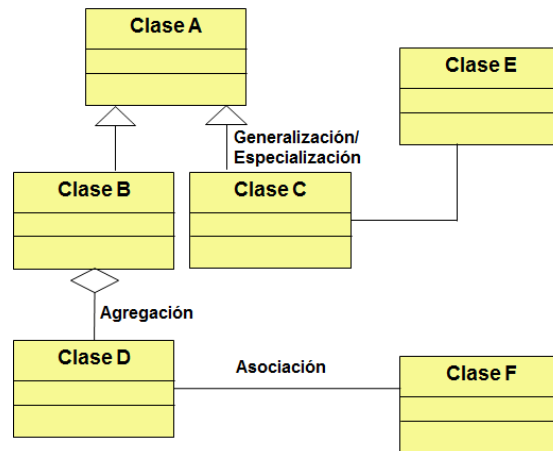 Clase A
Clase E
Generalización/
Especialización
Clase B
Clase C
Agregación
Clase D
Asociación
Clase F